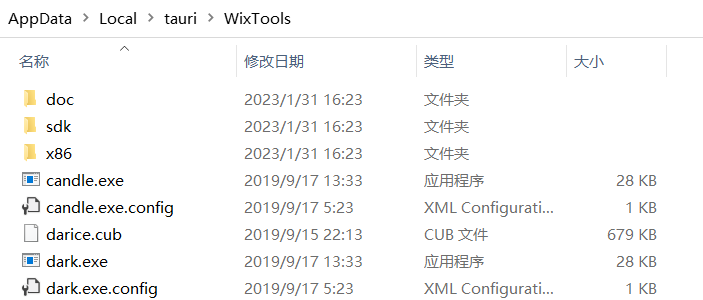 AppData > Local > tauri > WixTools
名称 修改日期 类型 大小
doc 2023/1/31 16:23 文件夹
sdk 2023/1/31 16:23 文件夹
x86 2023/1/31 16:23 文件夹
candle.exe 2019/9/17 13:33 应用程序 28 KB
candle.exe.config 2019/9/17 5:23 XML Configurati... 1 KB
darice.cub 2019/9/15 22:13 CUB 文件 679 KB
dark.exe 2019/9/17 13:33 应用程序 28 KB
dark.exe.config 2019/9/17 5:23 XML Configurati... 1 KB